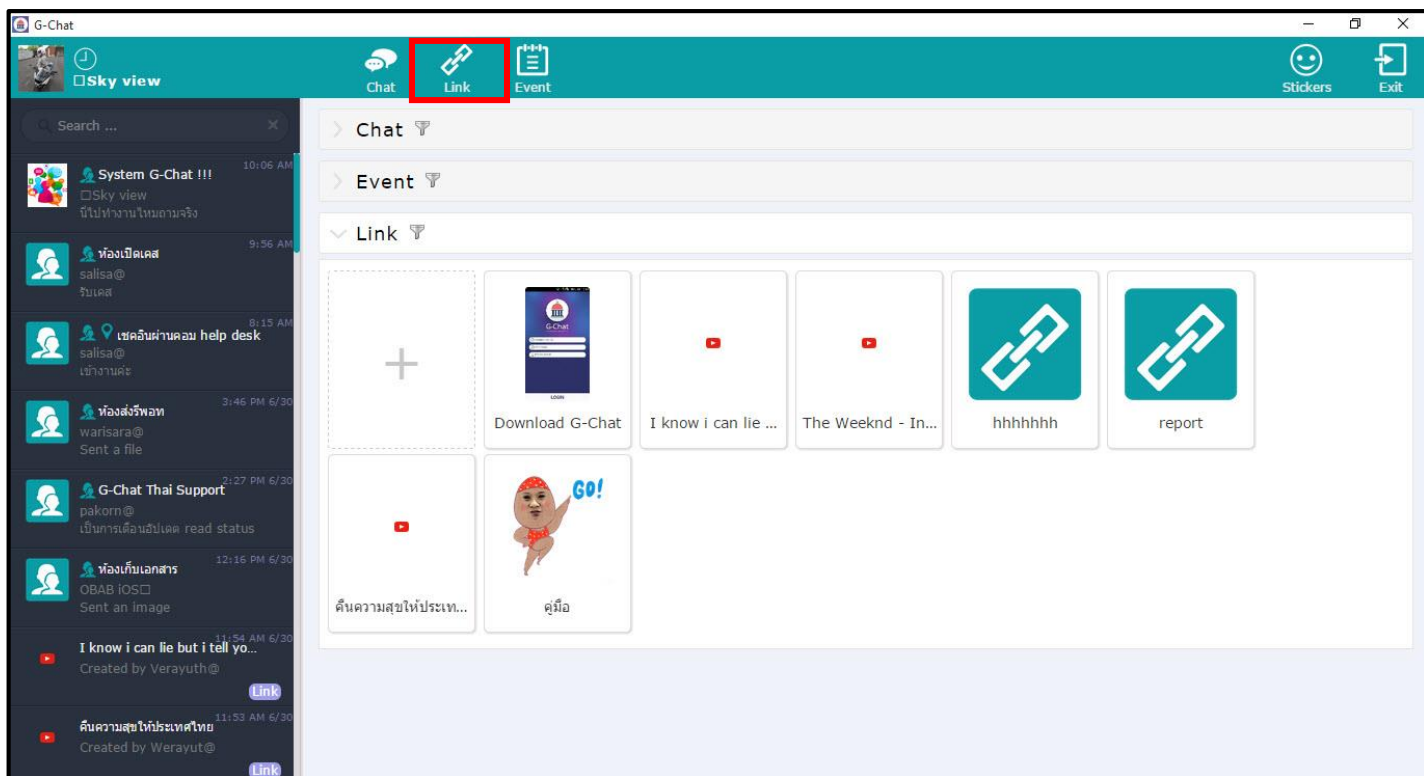 G-Chat
Sky view
Chat
Link
Event
Stickers
Exit
Search ...
System G-Chat !!! 10:06 AM
Sky view
นี่ไปทำงานไหมถามจริง
ห้องเปิดเคส 9:56 AM
salisa@
รับเคส
เชคอินผ่านคอม help desk 8:15 AM
salisa@
เข้างานค่ะ
ห้องส่งรีพอท 3:46 PM 6/30
warisara@
Sent a file
G-Chat Thai Support 2:27 PM 6/30
pakorn@
เป็นการเตือนอัปเดต read status
ห้องเก็บเอกสาร 12:16 PM 6/30
OBAB iOS
Sent an image
I know i can lie but i tell yo... 11:54 AM 6/30
Created by Verayuth@
Link
คืนความสุขให้ประเทศไทย 11:53 AM 6/30
Created by Werayut@
Link
Chat
Event
Link
G-Chat
LOGIN
Download G-Chat
I know i can lie ...
The Weeknd - In...
hhhhhhh
report
GO!
คืนความสุขให้ประเท...
คู่มือ